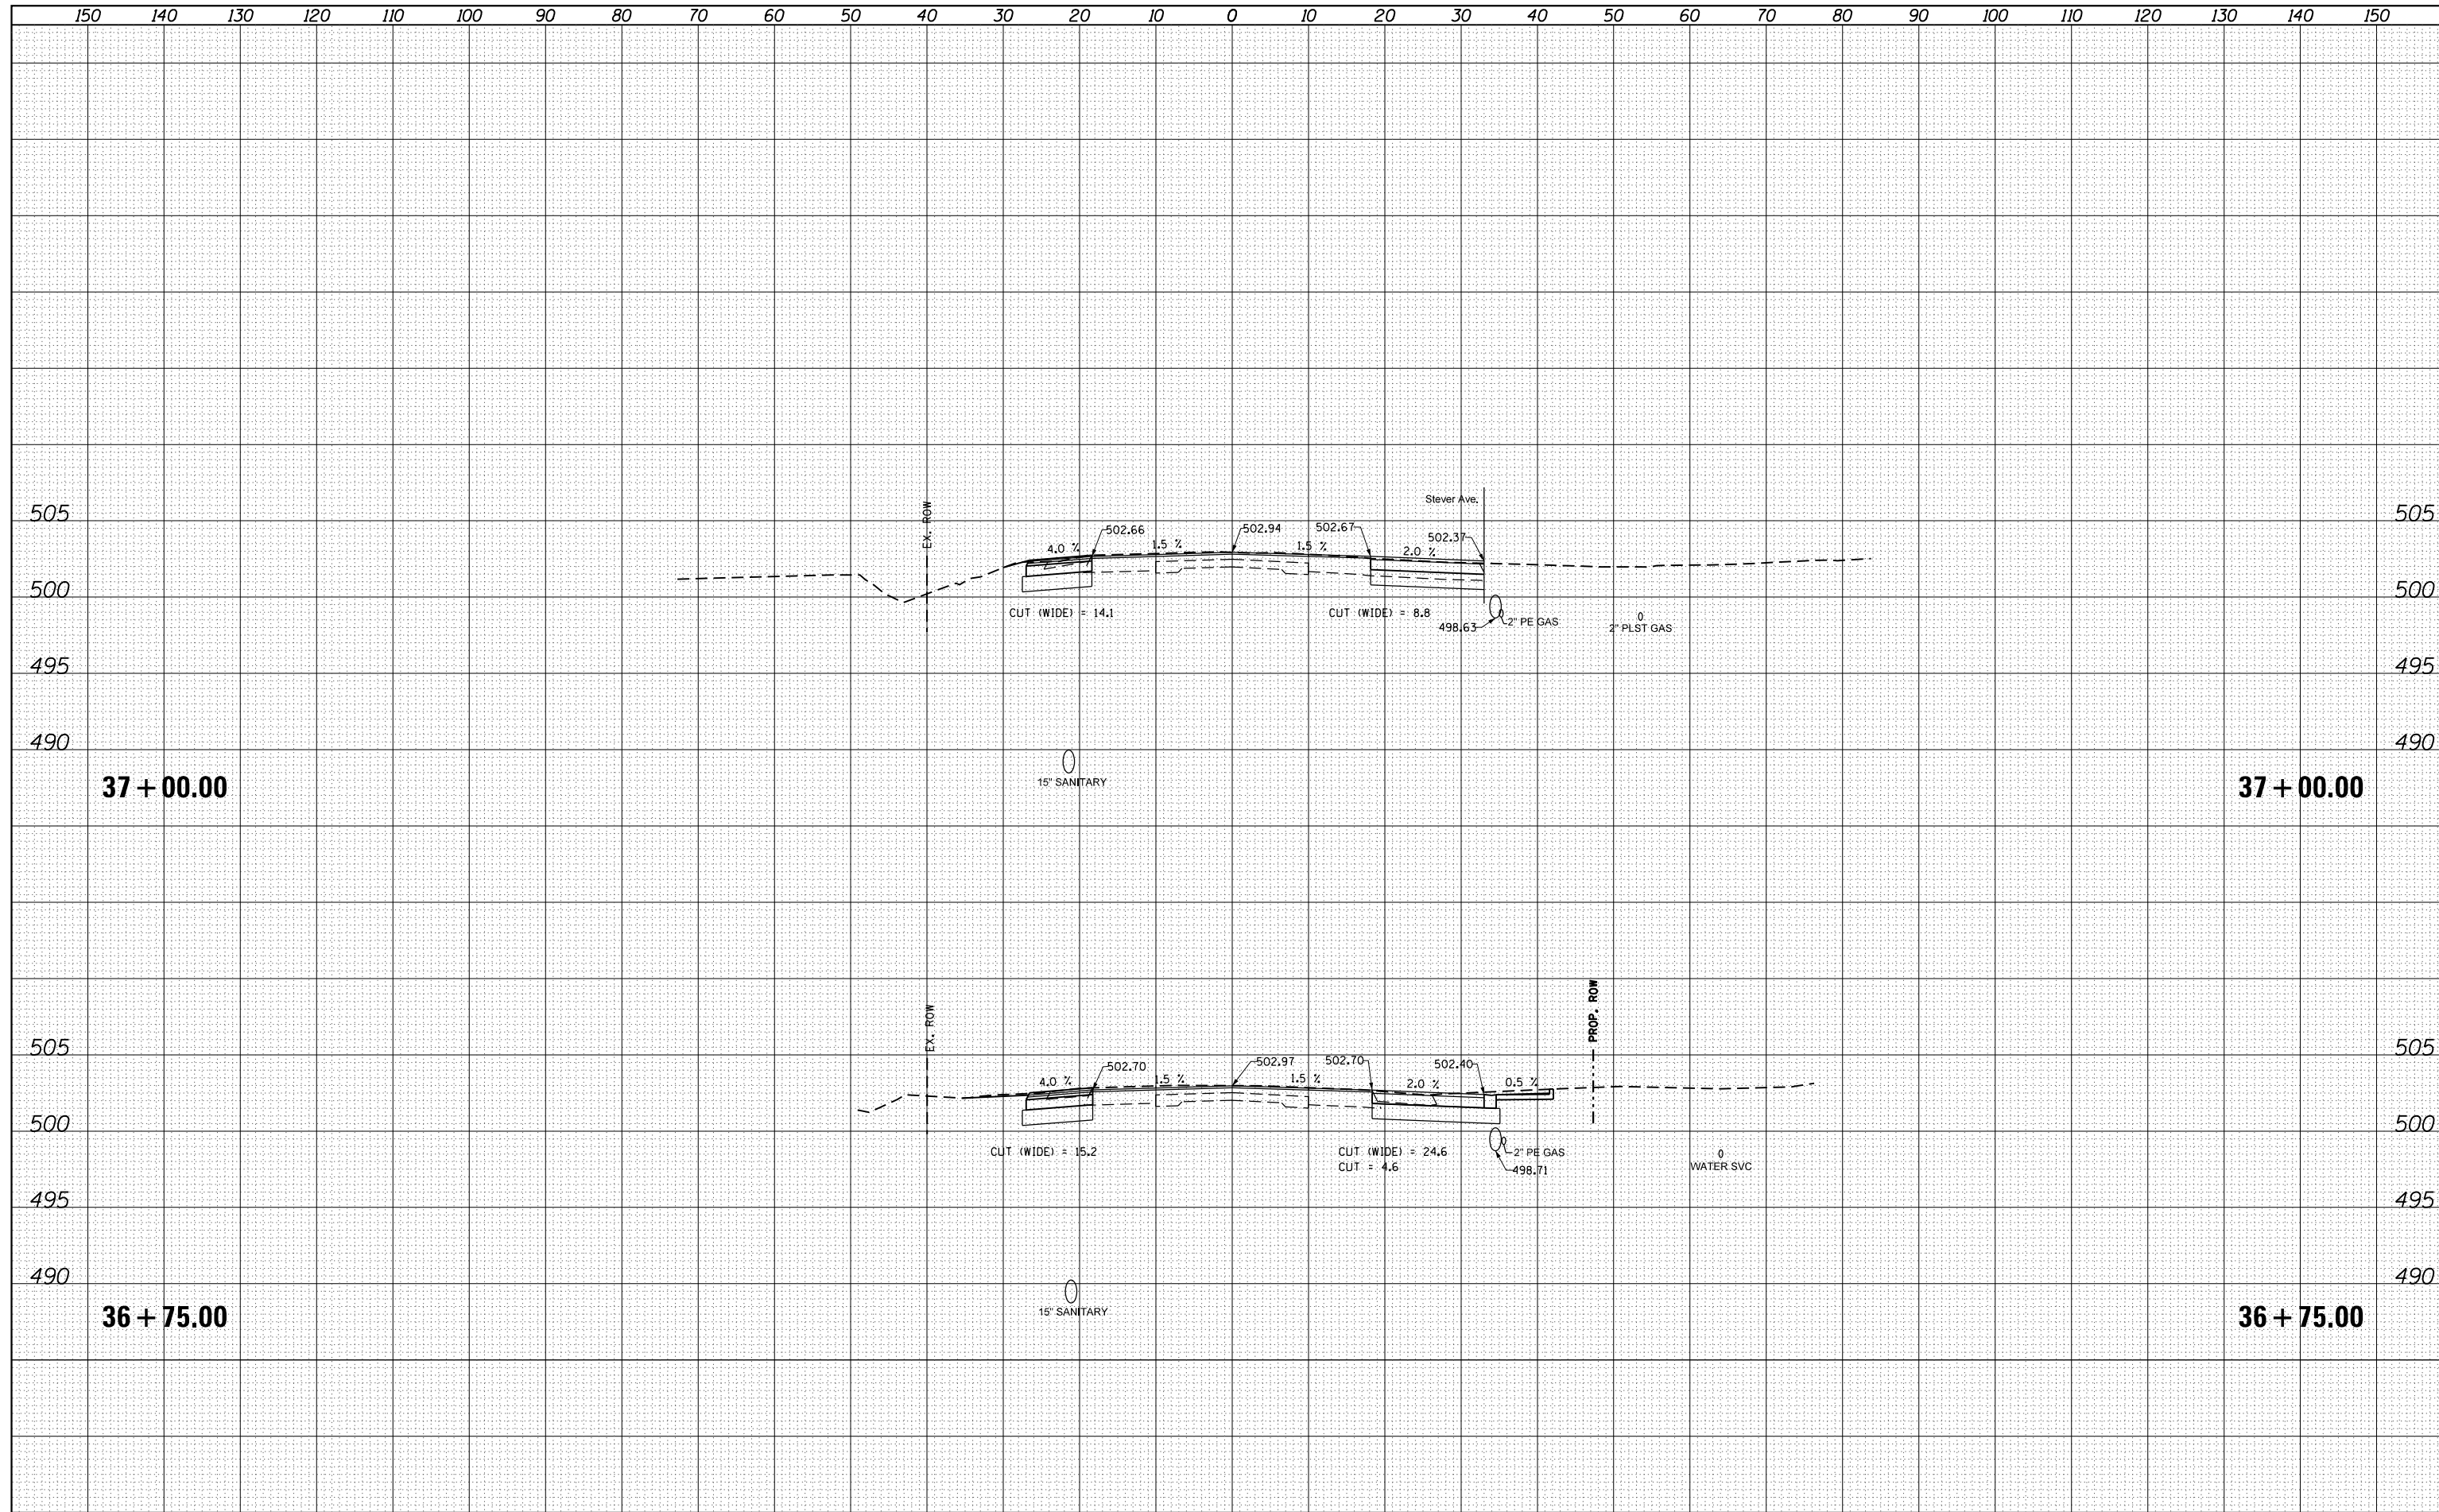 150 140 130 120 110 100 90 80 70 60 50 40 30 20 10 0 10 20 30 40 50 60 70 80 90 100 110 120 130 140 150
Stever Ave.
EX. ROW
505 505
502.66 502.94 502.67 502.37
4.0 % 1.5 % 1.5 % 2.0 %
500 500
CUT (WIDE) = 14.1 CUT (WIDE) = 8.8
498.63 2" PE GAS 2" PLST GAS
495 495
490 490
15" SANITARY
37+00.00 37+00.00
PROP. ROW
EX. ROW
505 505
502.70 502.97 502.70 502.40
4.0 % 1.5 % 1.5 % 2.0 % 0.5 %
500 500
CUT (WIDE) = 15.2 CUT (WIDE) = 24.6 2" PE GAS
CUT = 4.6 498.71 WATER SVC
495 495
490 490
15" SANITARY
36+75.00 36+75.00